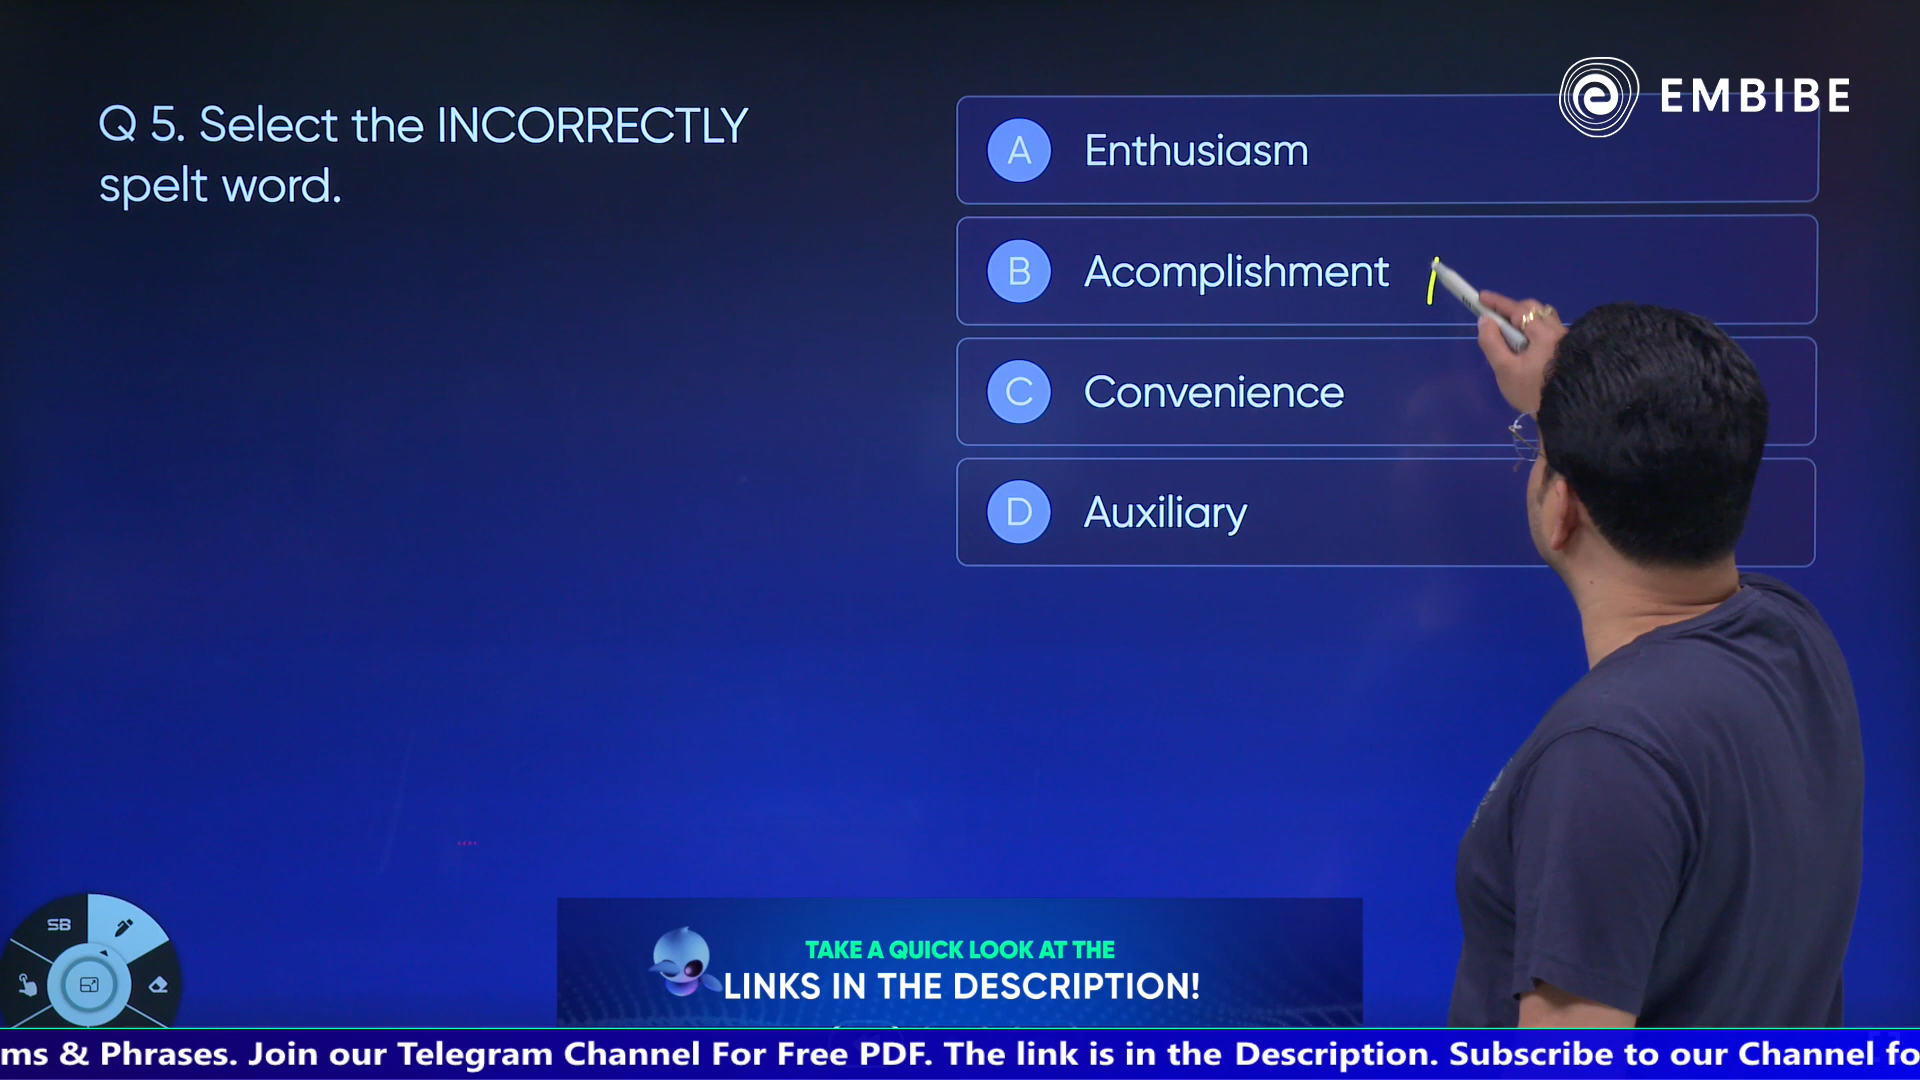 EMBIBE
Q 5. Select the INCORRECTLY
spelt word.
A Enthusiasm
B Acomplishment
C Convenience
D Auxiliary
SB
TAKE A QUICK LOOK AT THE
LINKS IN THE DESCRIPTION!
ms & Phrases. Join our Telegram Channel For Free PDF. The link is in the Description. Subscribe to our Channel fo